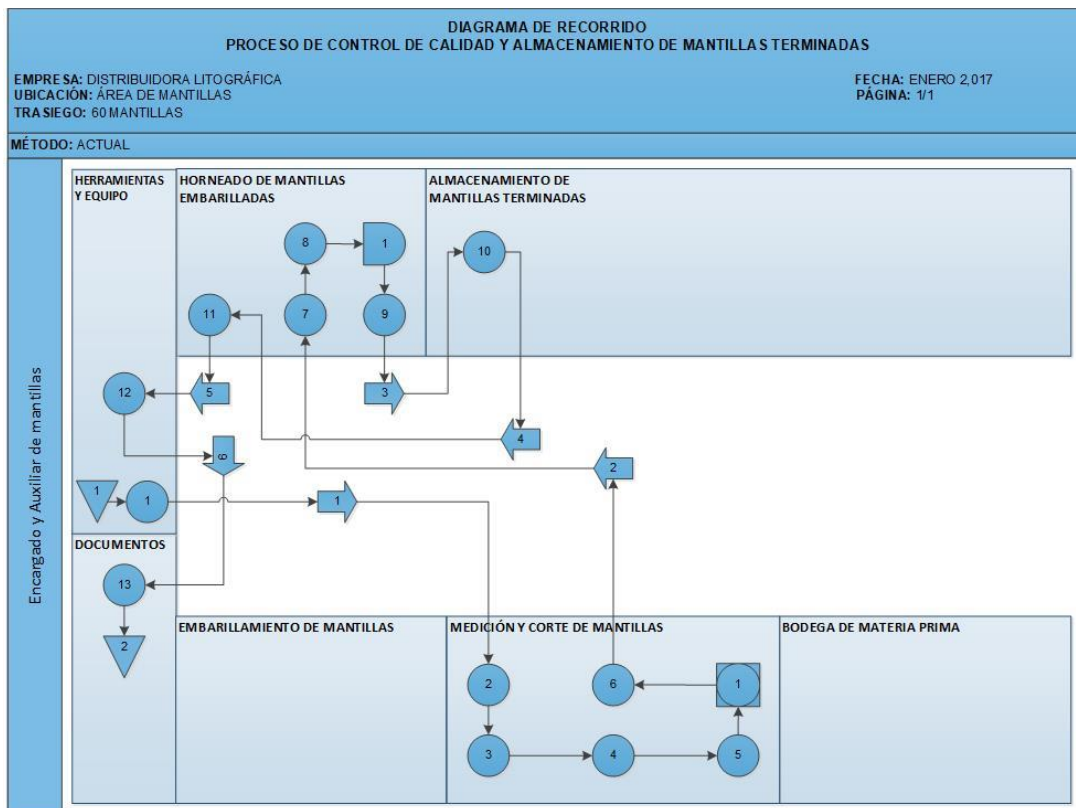 DIAGRAMA DE RECORRIDO
PROCESO DE CONTROL DE CALIDAD Y ALMACENAMIENTO DE MANTILLAS TERMINADAS
EMPRESA: DISTRIBUIDORA LITOGRÁFICA
FECHA: ENERO 2,017
UBICACIÓN: ÁREA DE MANTILLAS
PÁGINA: 1/1
TRASIEGO: 60 MANTILLAS
MÉTODO: ACTUAL
Encargado y Auxiliar de mantillas
HERRAMIENTAS
Y EQUIPO
HORNEADO DE MANTILLAS
EMBARILLADAS
ALMACENAMIENTO DE
MANTILLAS TERMINADAS
8
1
10
11
7
9
12
5
3
4
6
2
1
1
1
DOCUMENTOS
13
2
EMBARILLAMIENTO DE MANTILLAS
MEDICIÓN Y CORTE DE MANTILLAS
BODEGA DE MATERIA PRIMA
2
6
1
3
4
5